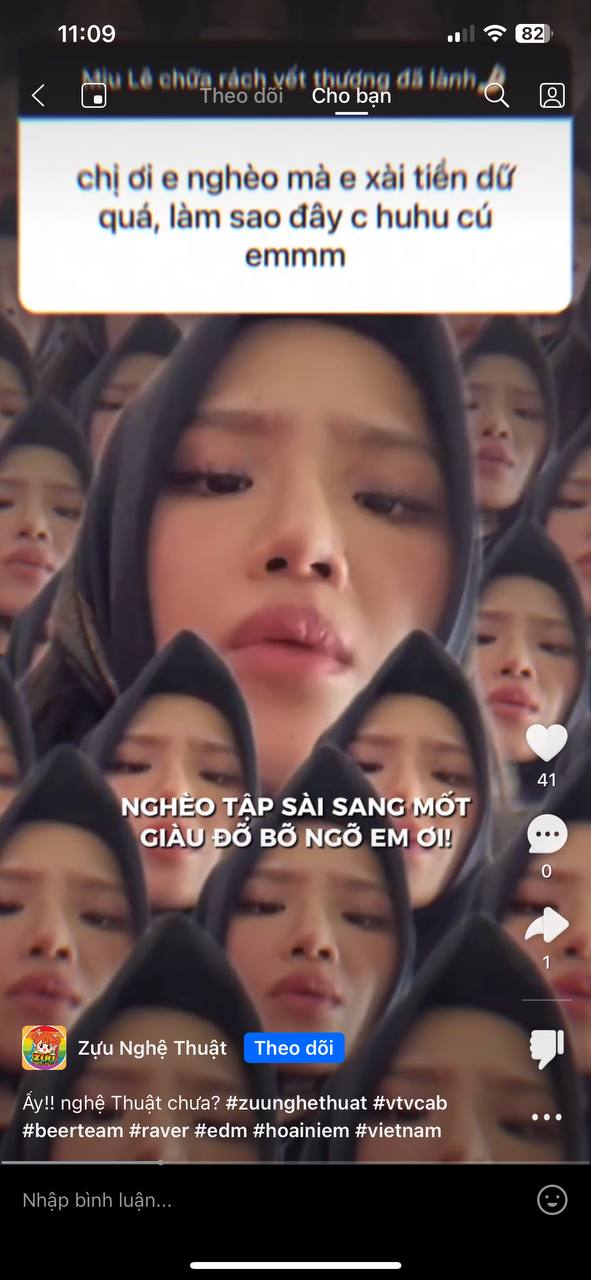 11:09
82
Mịu Lê chữa rách vết thương đã lành
Theo dõi Cho bạn
chị ơi e nghèo mà e xài tiền dữ
quá, làm sao đây c huhu cú
emmm
41
0
NGHÈO TẬP SÀI SANG MỐT
GIÀU ĐỠ BỠ NGỠ EM ƠI!
1
Zựu Nghệ Thuật Theo dõi
Ấy!! nghệ Thuật chưa? #zuunghethuat #vtvcab
#beerteam #raver #edm #hoainiem #vietnam
Nhập bình luận...